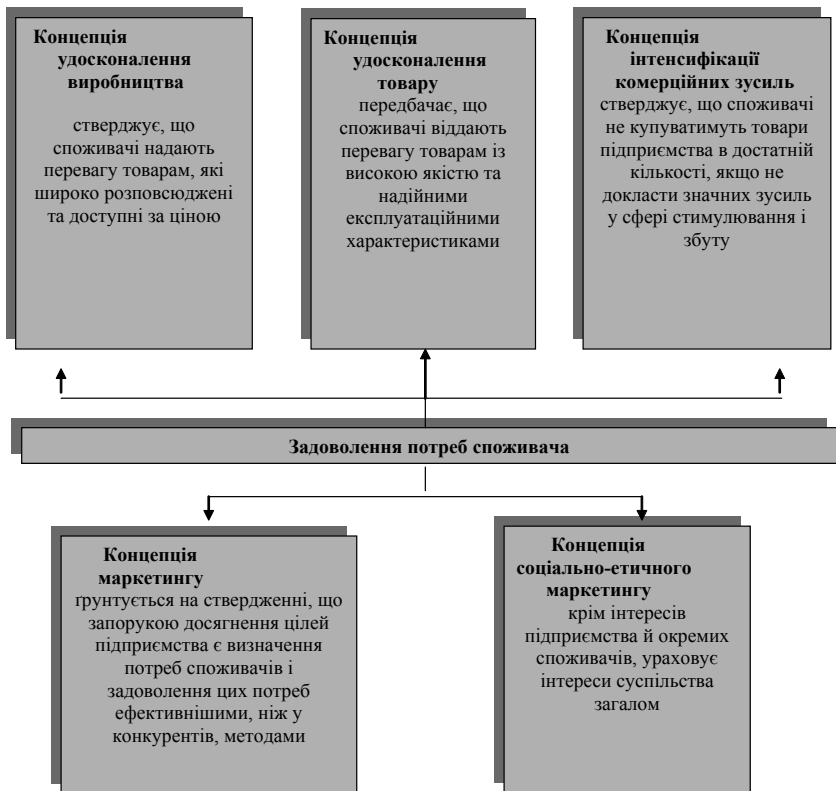 Концепція
удосконалення
виробництва
стверджує, що
споживачі надають
перевагу товарам, які
широко розповсюджені
та доступні за ціною
Концепція
удосконалення
товару
передбачає, що
споживачі віддають
перевагу товарам із
високою якістю та
надійними
експлуатаційними
характеристиками
Концепція
інтенсифікації
комерційних зусиль
стверджує, що споживачі
не купуватимуть товари
підприємства в достатній
кількості, якщо не
докласти значних зусиль
у сфері стимулювання і
збуту
Задоволення потреб споживача
Концепція
маркетингу
ґрунтується на ствердженні, що
запорукою досягнення цілей
підприємства є визначення
потреб споживачів і
задоволення цих потреб
ефективнішими, ніж у
конкурентів, методами
Концепція
соціально-етичного
маркетингу
крім інтересів
підприємства й окремих
споживачів, ураховує
інтереси суспільства
загалом